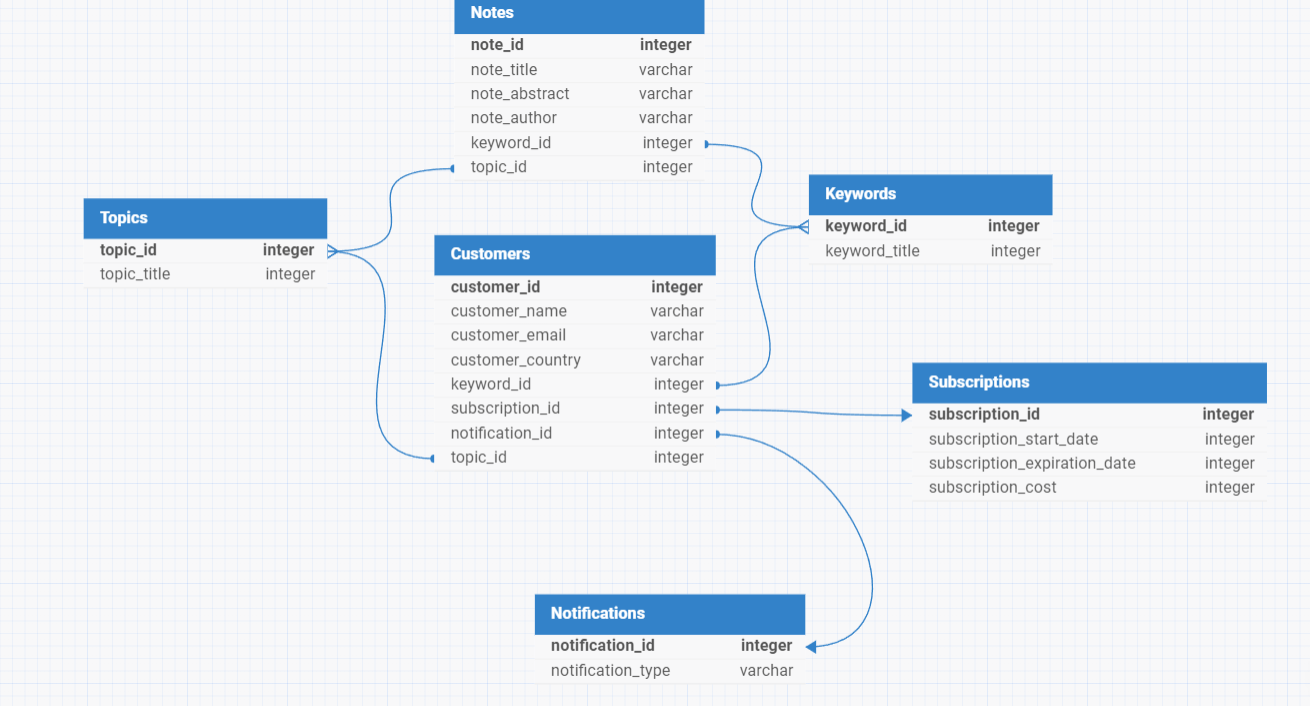 Notes
note_id integer
note_title varchar
note_abstract varchar
note_author varchar
keyword_id integer
topic_id integer
Topics
topic_id integer
topic_title integer
Keywords
keyword_id integer
keyword_title integer
Customers
customer_id integer
customer_name varchar
customer_email varchar
customer_country varchar
keyword_id integer
subscription_id integer
notification_id integer
topic_id integer
Subscriptions
subscription_id integer
subscription_start_date integer
subscription_expiration_date integer
subscription_cost integer
Notifications
notification_id integer
notification_type varchar